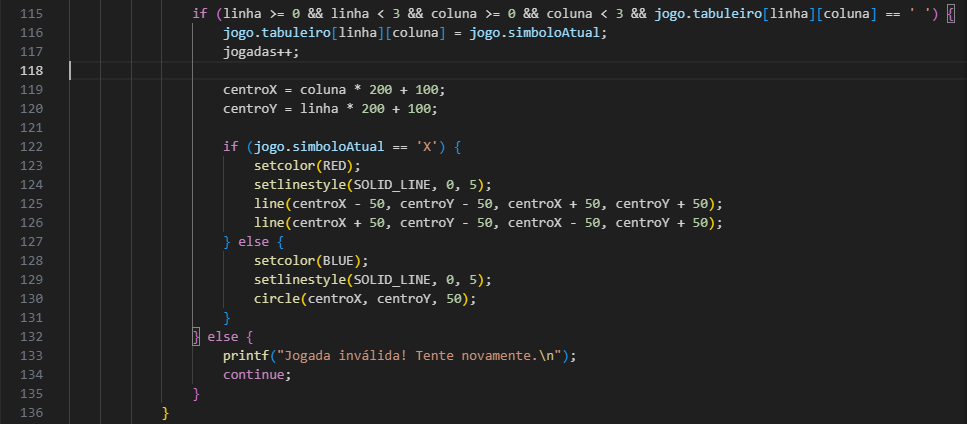 115 if (linha >= 0 && linha < 3 && coluna >= 0 && coluna < 3 && jogo.tabuleiro[linha][coluna] == ' ') {
116 jogo.tabuleiro[linha][coluna] = jogo.simboloAtual;
117 jogadas++;
118
119 centroX = coluna * 200 + 100;
120 centroY = linha * 200 + 100;
121
122 if (jogo.simboloAtual == 'X') {
123 setcolor(RED);
124 setlinestyle(SOLID_LINE, 0, 5);
125 line(centroX - 50, centroY - 50, centroX + 50, centroY + 50);
126 line(centroX + 50, centroY - 50, centroX - 50, centroY + 50);
127 } else {
128 setcolor(BLUE);
129 setlinestyle(SOLID_LINE, 0, 5);
130 circle(centroX, centroY, 50);
131 }
132 } else {
133 printf("Jogada inválida! Tente novamente.\n");
134 continue;
135 }
136 }